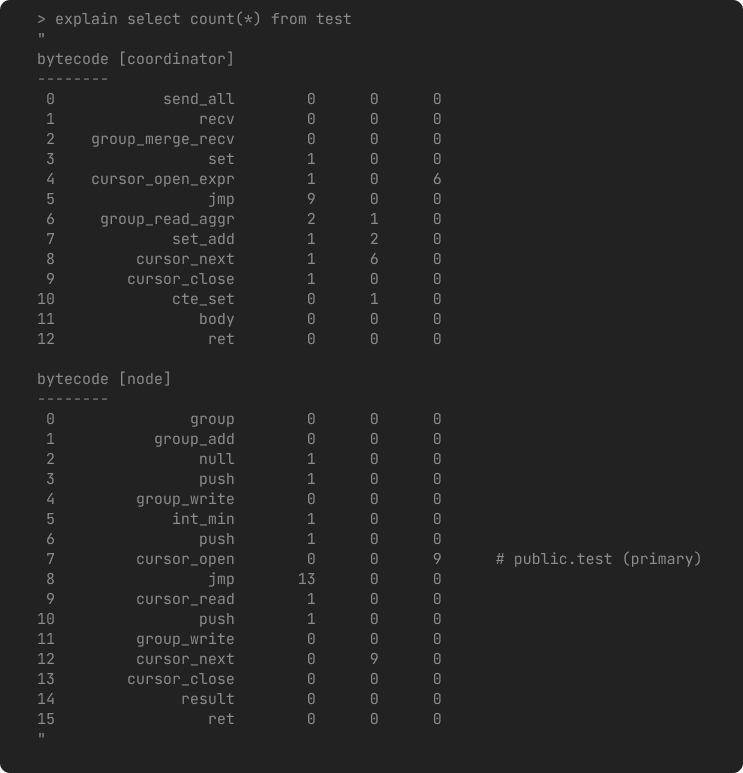 > explain select count(*) from test
"
bytecode [coordinator]
--------
 0            send_all        0      0      0
 1                recv        0      0      0
 2    group_merge_recv        0      0      0
 3                 set        1      0      0
 4    cursor_open_expr        1      0      6
 5                 jmp        9      0      0
 6     group_read_aggr        2      1      0
 7             set_add        1      2      0
 8         cursor_next        1      6      0
 9        cursor_close        1      0      0
10             cte_set        0      1      0
11                body        0      0      0
12                 ret        0      0      0

bytecode [node]
--------
 0               group        0      0      0
 1           group_add        0      0      0
 2                null        1      0      0
 3                push        1      0      0
 4         group_write        0      0      0
 5             int_min        1      0      0
 6                push        1      0      0
 7         cursor_open        0      0      9      # public.test (primary)
 8                 jmp       13      0      0
 9         cursor_read        1      0      0
10                push        1      0      0
11         group_write        0      0      0
12         cursor_next        0      9      0
13        cursor_close        0      0      0
14              result        0      0      0
15                 ret        0      0      0
"